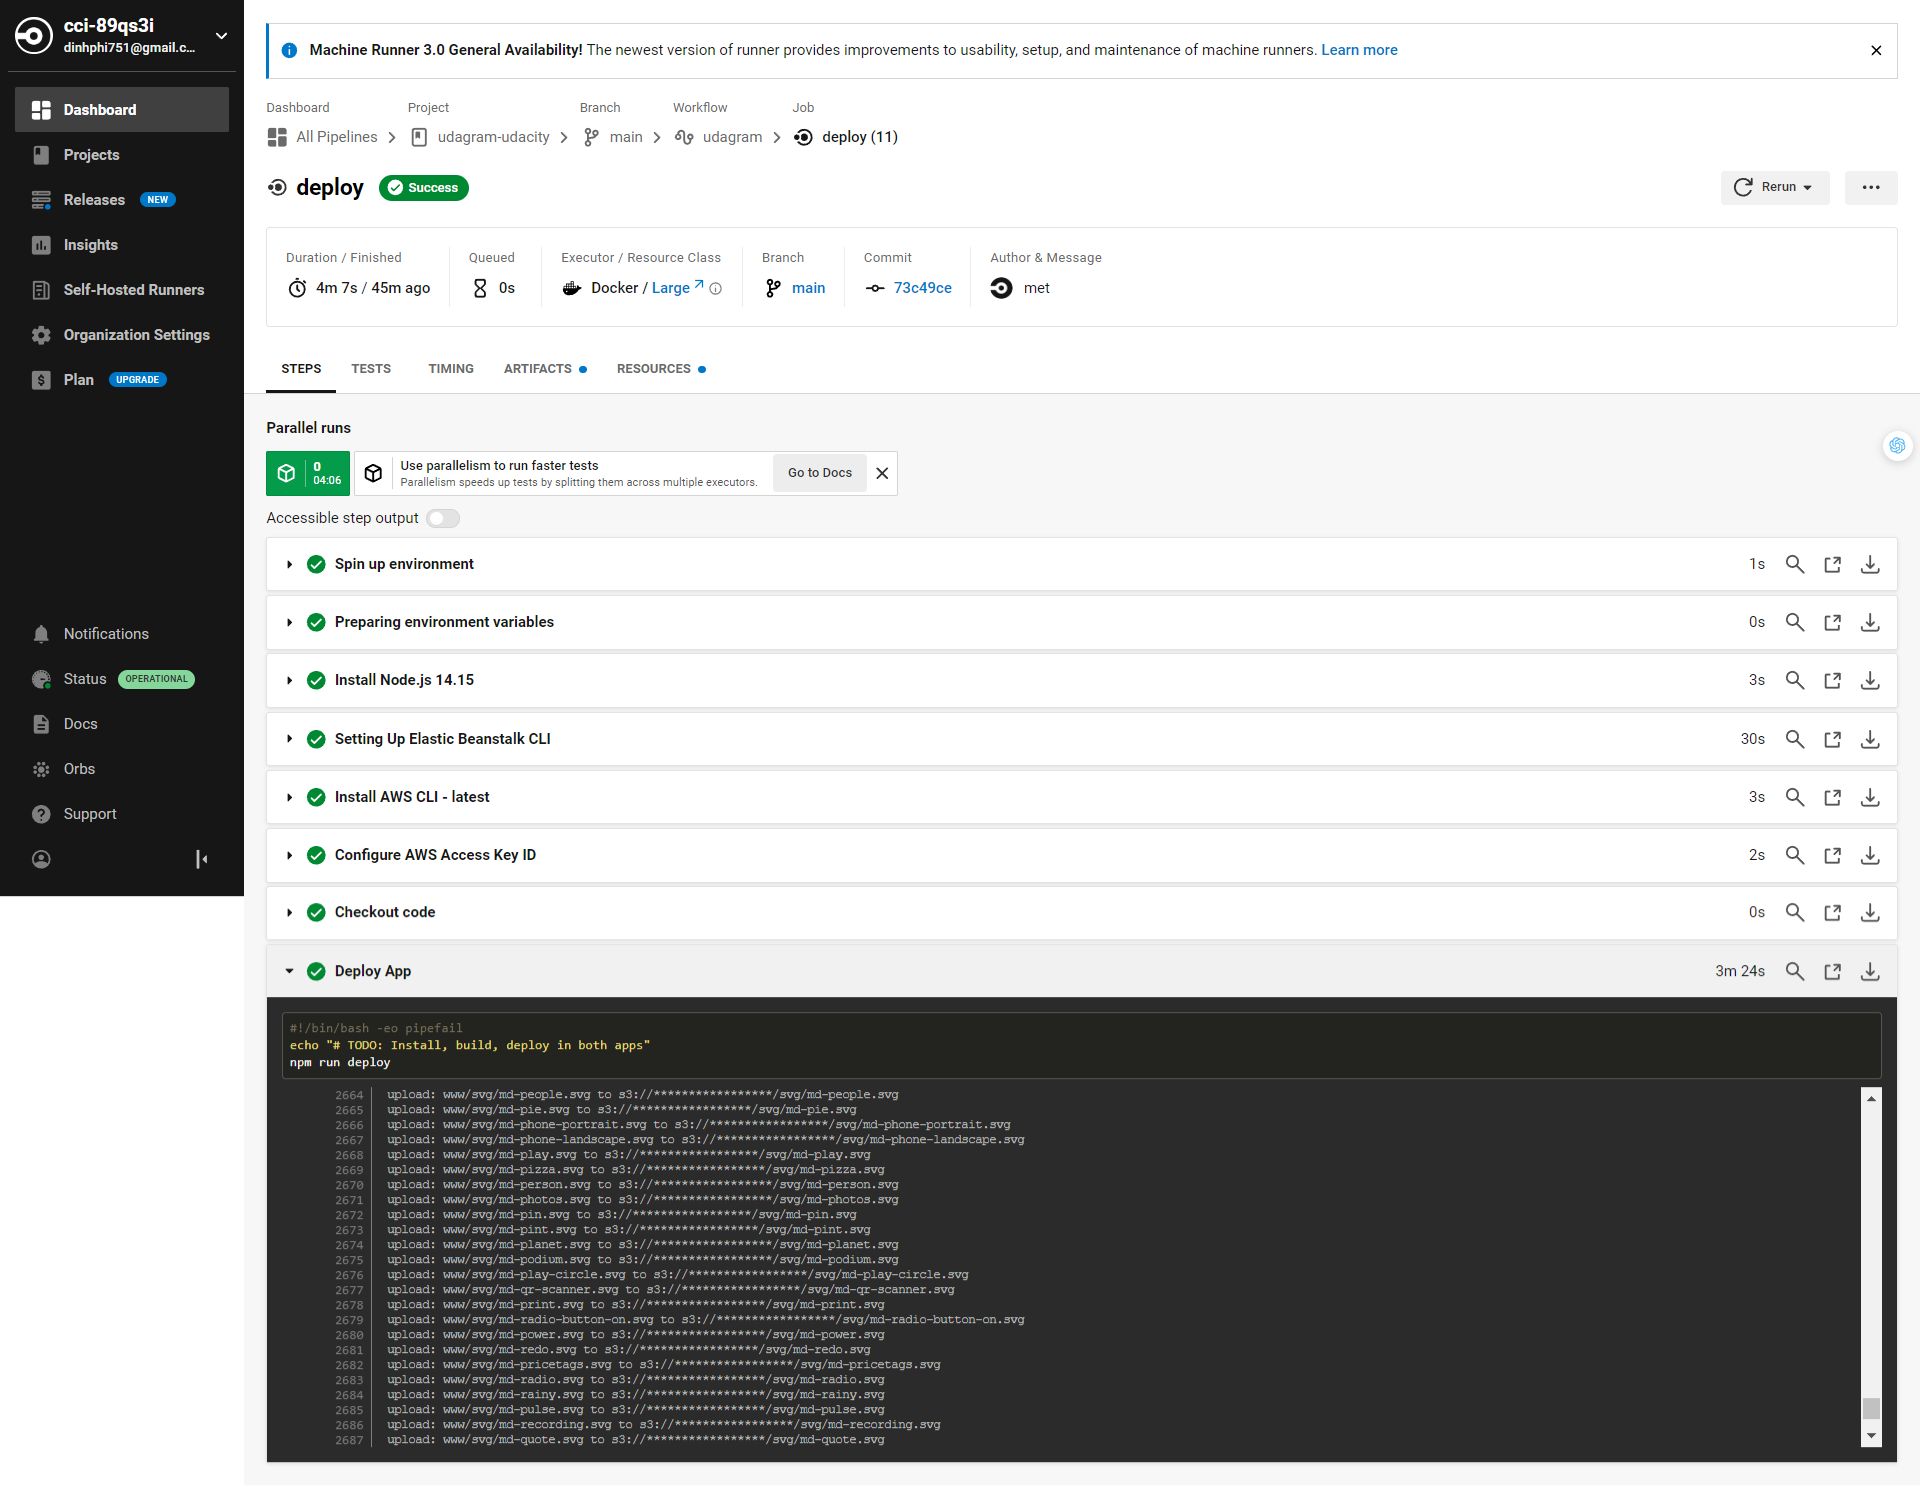 cci-89qs3i
dinhphi751@gmail.c...
Dashboard
Projects
Releases NEW
Insights
Self-Hosted Runners
Organization Settings
Plan UPGRADE
Notifications
Status OPERATIONAL
Docs
Orbs
Support
Machine Runner 3.0 General Availability! The newest version of runner provides improvements to usability, setup, and maintenance of machine runners. Learn more
Dashboard Project Branch Workflow Job
All Pipelines udagram-udacity main udagram deploy (11)
deploy Success Rerun
Duration / Finished Queued Executor / Resource Class Branch Commit Author & Message
4m 7s / 45m ago 0s Docker / Large main 73c49ce met
STEPS TESTS TIMING ARTIFACTS RESOURCES
Parallel runs
0
04:06
Use parallelism to run faster tests
Parallelism speeds up tests by splitting them across multiple executors.
Go to Docs
Accessible step output
Spin up environment 1s
Preparing environment variables 0s
Install Node.js 14.15 3s
Setting Up Elastic Beanstalk CLI 30s
Install AWS CLI - latest 3s
Configure AWS Access Key ID 2s
Checkout code 0s
Deploy App 3m 24s
#!/bin/bash -eo pipefail
echo "# TODO: Install, build, deploy in both apps"
npm run deploy
2664 upload: www/svg/md-people.svg to s3://*****************/svg/md-people.svg
2665 upload: www/svg/md-pie.svg to s3://*****************/svg/md-pie.svg
2666 upload: www/svg/md-phone-portrait.svg to s3://*****************/svg/md-phone-portrait.svg
2667 upload: www/svg/md-phone-landscape.svg to s3://*****************/svg/md-phone-landscape.svg
2668 upload: www/svg/md-play.svg to s3://*****************/svg/md-play.svg
2669 upload: www/svg/md-pizza.svg to s3://*****************/svg/md-pizza.svg
2670 upload: www/svg/md-person.svg to s3://*****************/svg/md-person.svg
2671 upload: www/svg/md-photos.svg to s3://*****************/svg/md-photos.svg
2672 upload: www/svg/md-pin.svg to s3://*****************/svg/md-pin.svg
2673 upload: www/svg/md-pint.svg to s3://*****************/svg/md-pint.svg
2674 upload: www/svg/md-planet.svg to s3://*****************/svg/md-planet.svg
2675 upload: www/svg/md-podium.svg to s3://*****************/svg/md-podium.svg
2676 upload: www/svg/md-play-circle.svg to s3://*****************/svg/md-play-circle.svg
2677 upload: www/svg/md-qr-scanner.svg to s3://*****************/svg/md-qr-scanner.svg
2678 upload: www/svg/md-print.svg to s3://*****************/svg/md-print.svg
2679 upload: www/svg/md-radio-button-on.svg to s3://*****************/svg/md-radio-button-on.svg
2680 upload: www/svg/md-power.svg to s3://*****************/svg/md-power.svg
2681 upload: www/svg/md-redo.svg to s3://*****************/svg/md-redo.svg
2682 upload: www/svg/md-pricetags.svg to s3://*****************/svg/md-pricetags.svg
2683 upload: www/svg/md-radio.svg to s3://*****************/svg/md-radio.svg
2684 upload: www/svg/md-rainy.svg to s3://*****************/svg/md-rainy.svg
2685 upload: www/svg/md-pulse.svg to s3://*****************/svg/md-pulse.svg
2686 upload: www/svg/md-recording.svg to s3://*****************/svg/md-recording.svg
2687 upload: www/svg/md-quote.svg to s3://*****************/svg/md-quote.svg